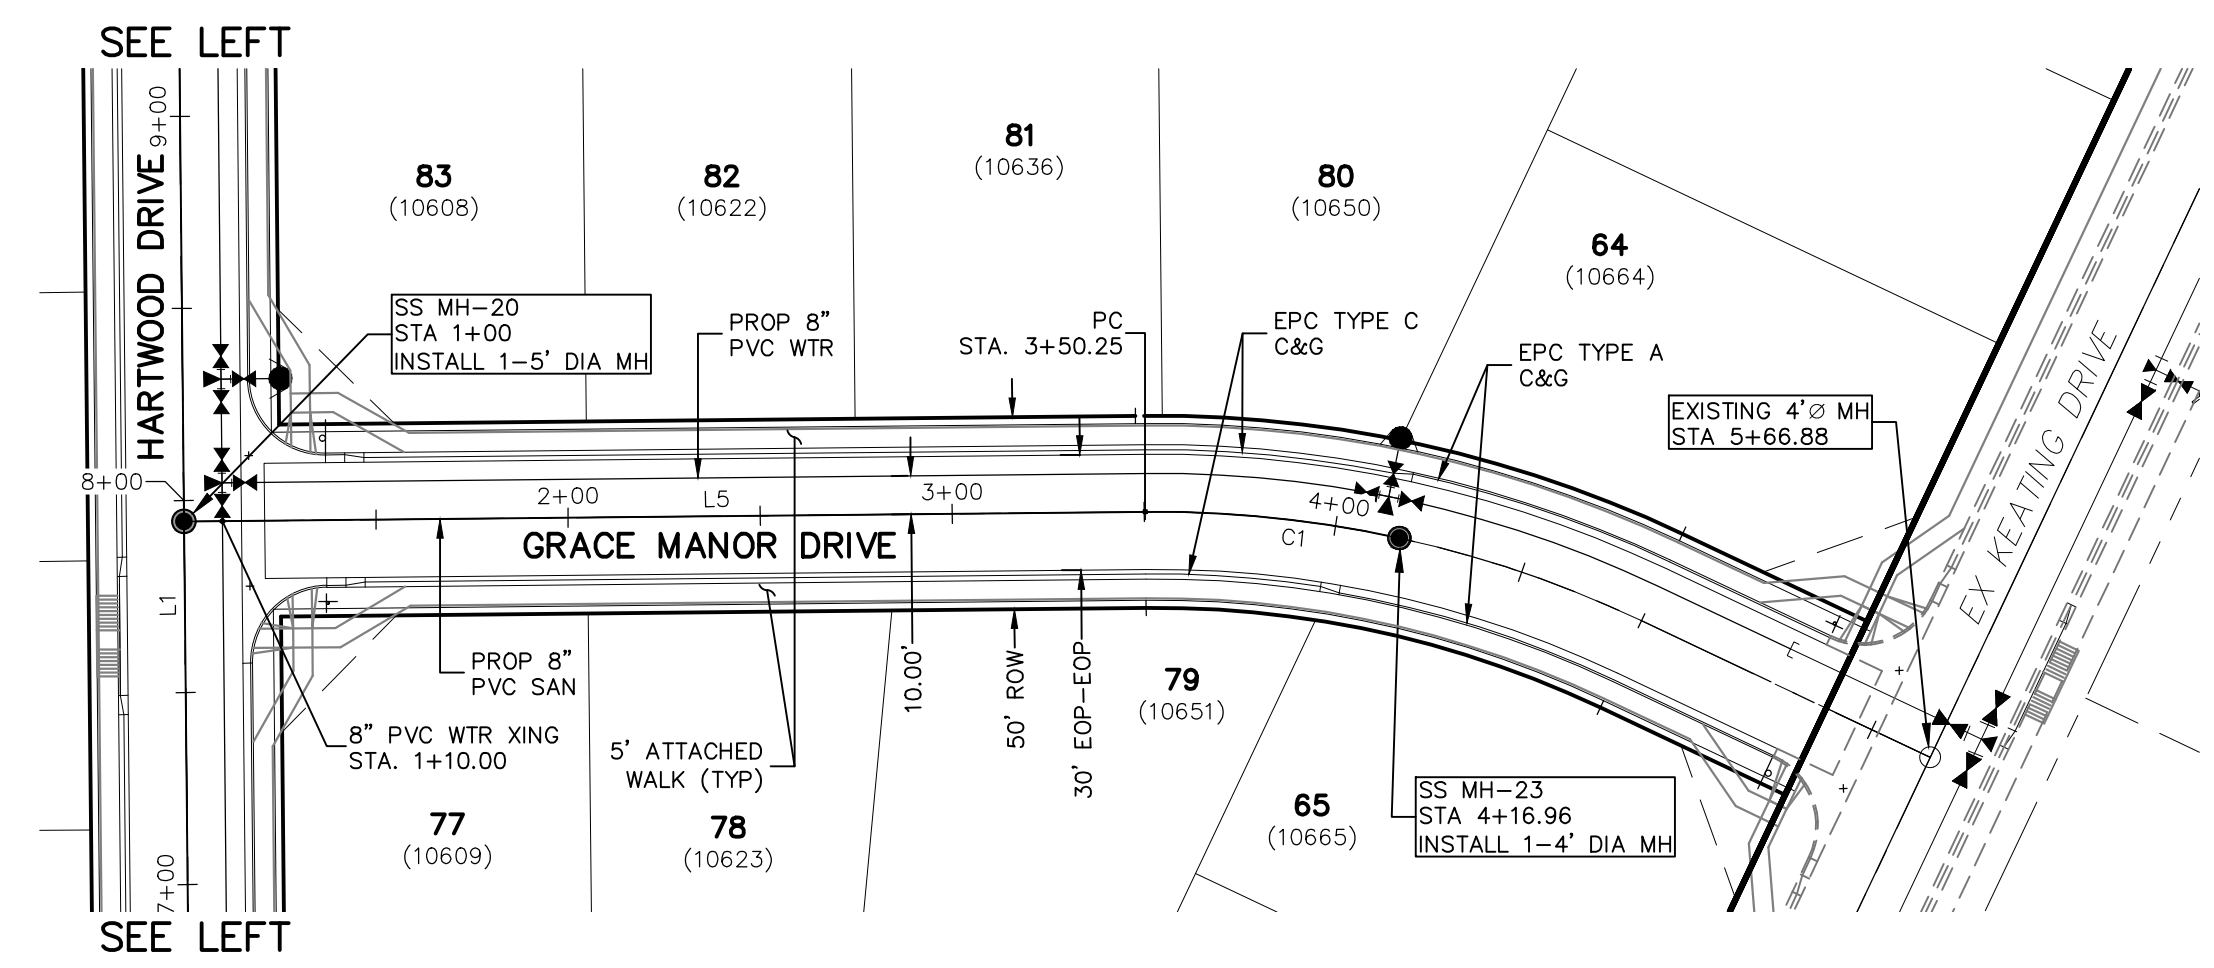 SEE LEFT
9+00
HARTWOOD DRIVE
83
(10608)
82
(10622)
81
(10636)
80
(10650)
64
(10664)
SS MH-20
STA 1+00
INSTALL 1-5' DIA MH
PROP 8"
PVC WTR
PC
STA. 3+50.25
EPC TYPE C
C&G
EPC TYPE A
C&G
EXISTING 4'∅ MH
STA 5+66.88
EX KEATING DRIVE
8+00
2+00
L5
3+00
4+00
C1
GRACE MANOR DRIVE
L1
PROP 8"
PVC SAN
8" PVC WTR XING
STA. 1+10.00
5' ATTACHED
WALK (TYP)
10.00'
50' ROW
30' EOP-EOP
79
(10651)
77
(10609)
78
(10623)
65
(10665)
SS MH-23
STA 4+16.96
INSTALL 1-4' DIA MH
7+00
SEE LEFT